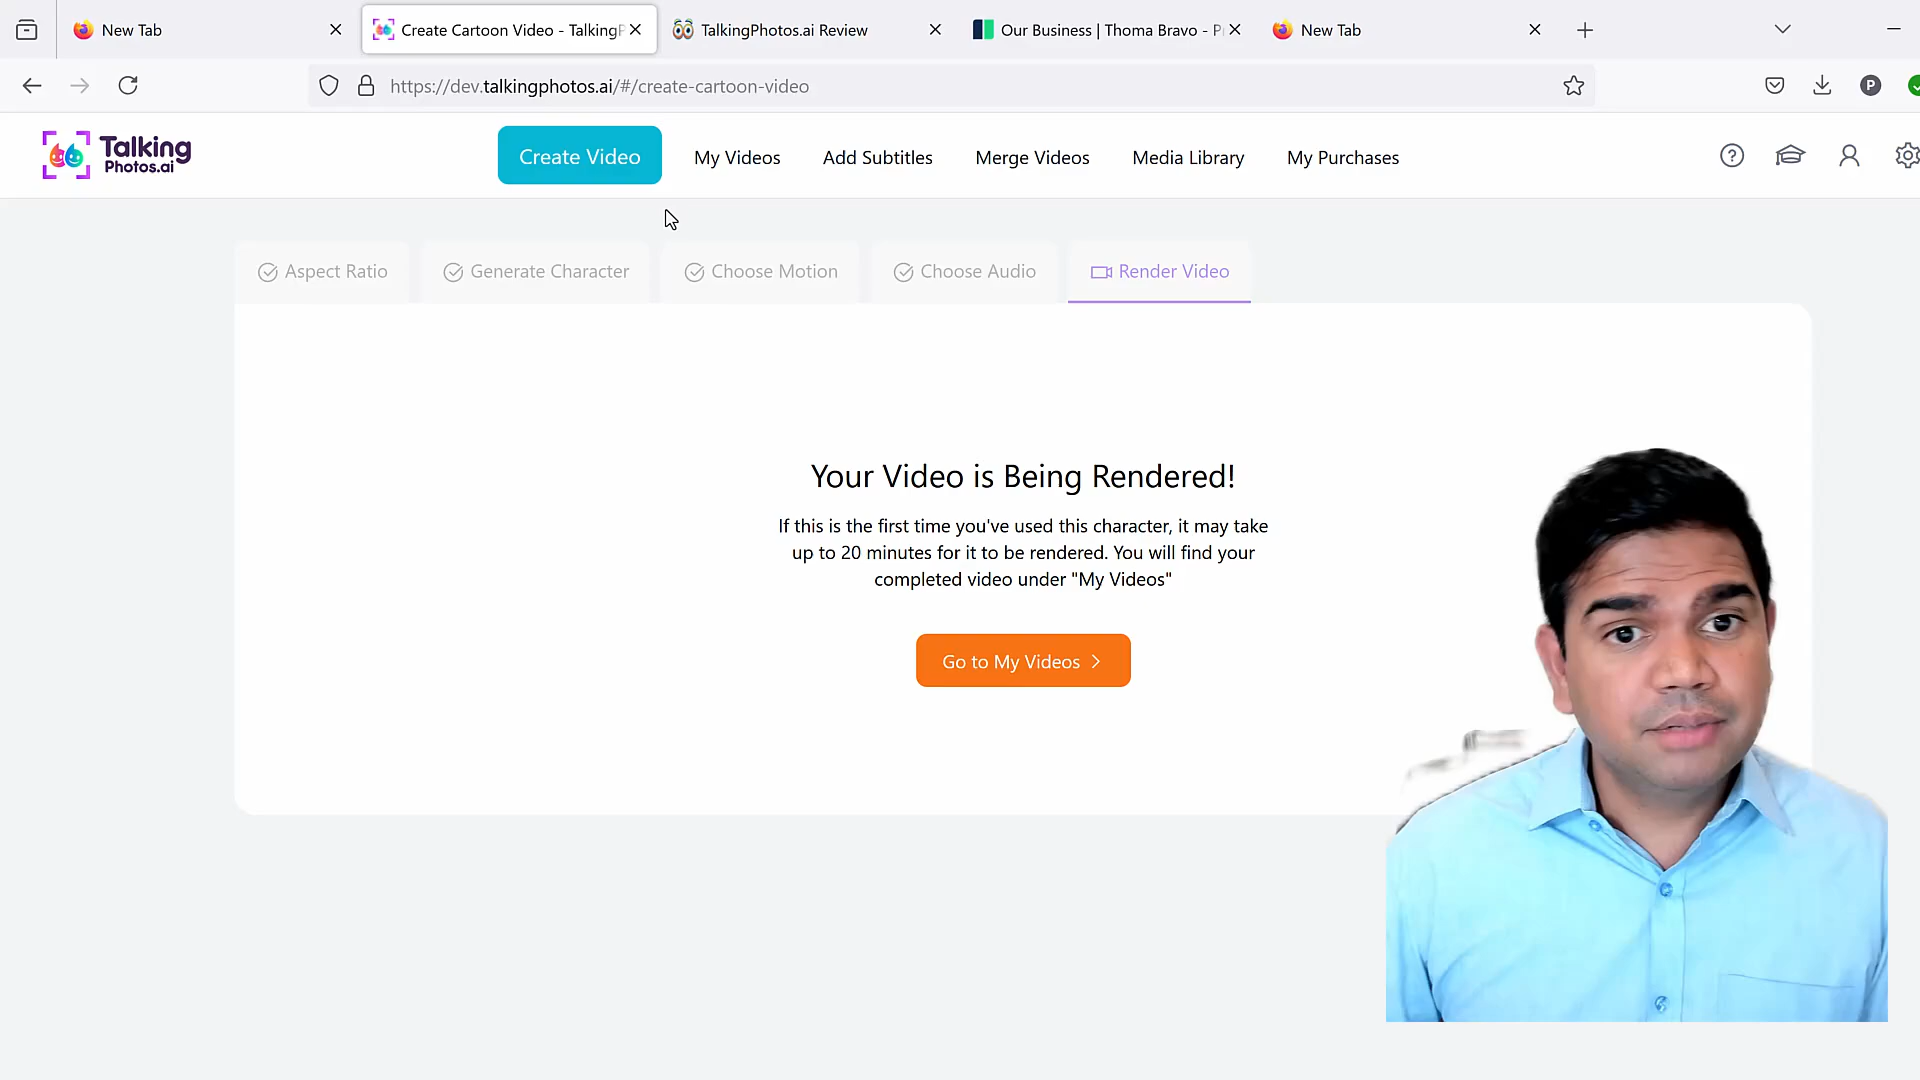 New Tab
Create Cartoon Video - TalkingP
TalkingPhotos.ai Review
Our Business | Thoma Bravo - P
New Tab
https://dev.talkingphotos.ai/#/create-cartoon-video
P
Talking
Photos.ai
Create Video
My Videos
Add Subtitles
Merge Videos
Media Library
My Purchases
Aspect Ratio
Generate Character
Choose Motion
Choose Audio
Render Video
Your Video is Being Rendered!
If this is the first time you've used this character, it may take
up to 20 minutes for it to be rendered. You will find your
completed video under "My Videos"
Go to My Videos